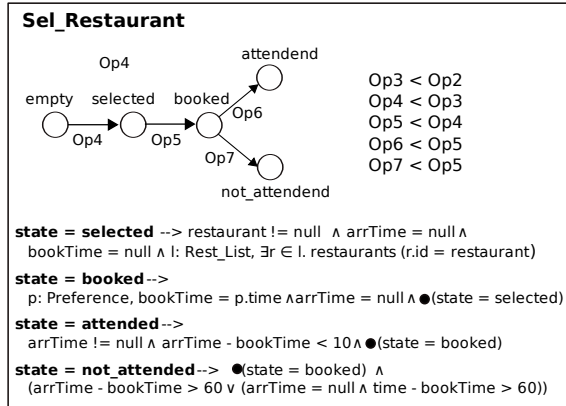 Sel_Restaurant
Op4
attendend
empty
selected
booked
Op4
Op5
Op6
Op7
not_attendend
Op3 < Op2
Op4 < Op3
Op5 < Op4
Op6 < Op5
Op7 < Op5
state = selected --> restaurant != null ∧ arrTime = null ∧
bookTime = null ∧ l: Rest_List, ∃r ∈ l. restaurants (r.id = restaurant)
state = booked-->
p: Preference, bookTime = p.time ∧arrTime = null ∧ ●(state = selected)
state = attended-->
arrTime != null ∧ arrTime - bookTime < 10 ∧ ●(state = booked)
state = not_attended--> ●(state = booked) ∧
(arrTime - bookTime > 60 ∨ (arrTime = null ∧ time - bookTime > 60))